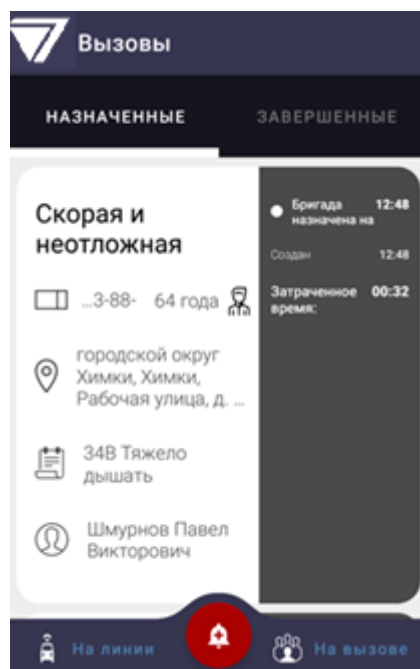 Вызовы
НАЗНАЧЕННЫЕ
ЗАВЕРШЕННЫЕ
Скорая и
неотложная
...3-88- 64 года
городской округ
Химки, Химки,
Рабочая улица, д. ...
34В Тяжело
дышать
Шмурнов Павел
Викторович
Бригада 12:48
назначена на
Создан 12:48
Затраченное 00:32
время:
На линии
На вызове